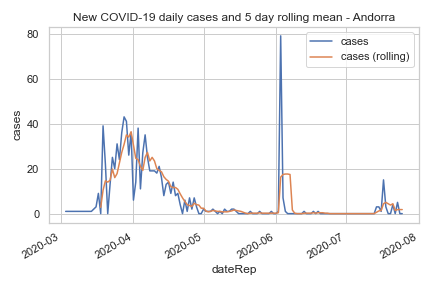 New COVID-19 daily cases and 5 day rolling mean - Andorra
cases
cases (rolling)
80
60
40
20
0
cases
2020-03
2020-04
2020-05
2020-06
2020-07
2020-08
dateRep